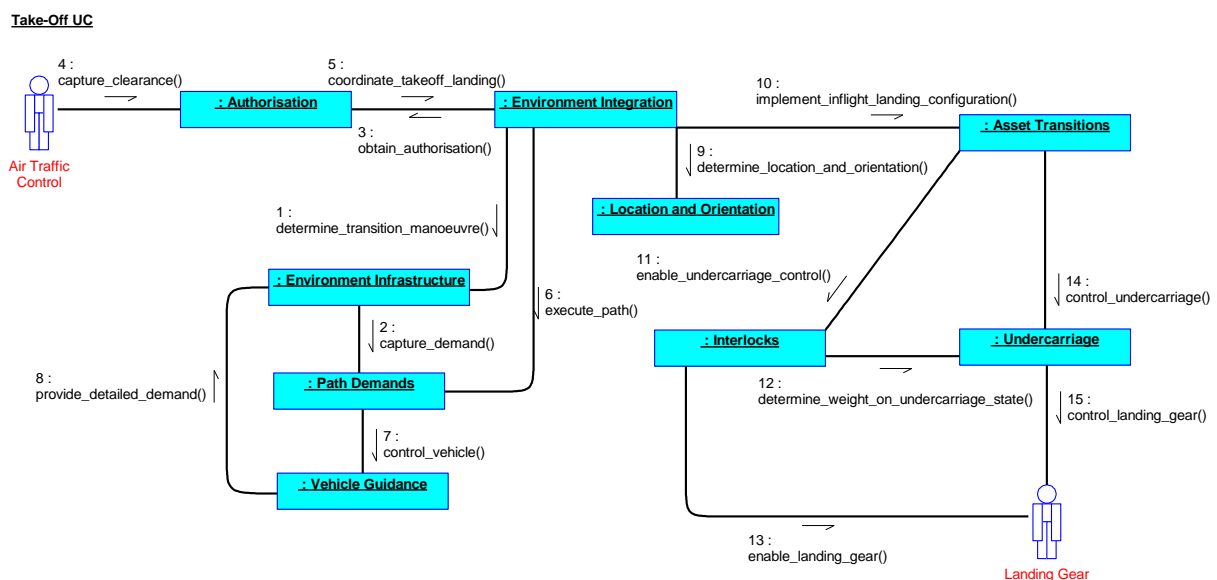 Take-Off UC
4 :
capture_clearance()
5 :
coordinate_takeoff_landing()
10 :
implement_inflight_landing_configuration()
: Authorisation
: Environment Integration
: Asset Transitions
3 :
obtain_authorisation()
Air Traffic
Control
9 :
determine_location_and_orientation()
: Location and Orientation
1 :
determine_transition_manoeuvre()
11 :
enable_undercarriage_control()
: Environment Infrastructure
6 :
execute_path()
14 :
control_undercarriage()
2 :
capture_demand()
: Interlocks
: Undercarriage
8 :
provide_detailed_demand()
: Path Demands
12 :
determine_weight_on_undercarriage_state()
15 :
control_landing_gear()
7 :
control_vehicle()
: Vehicle Guidance
13 :
enable_landing_gear()
Landing Gear